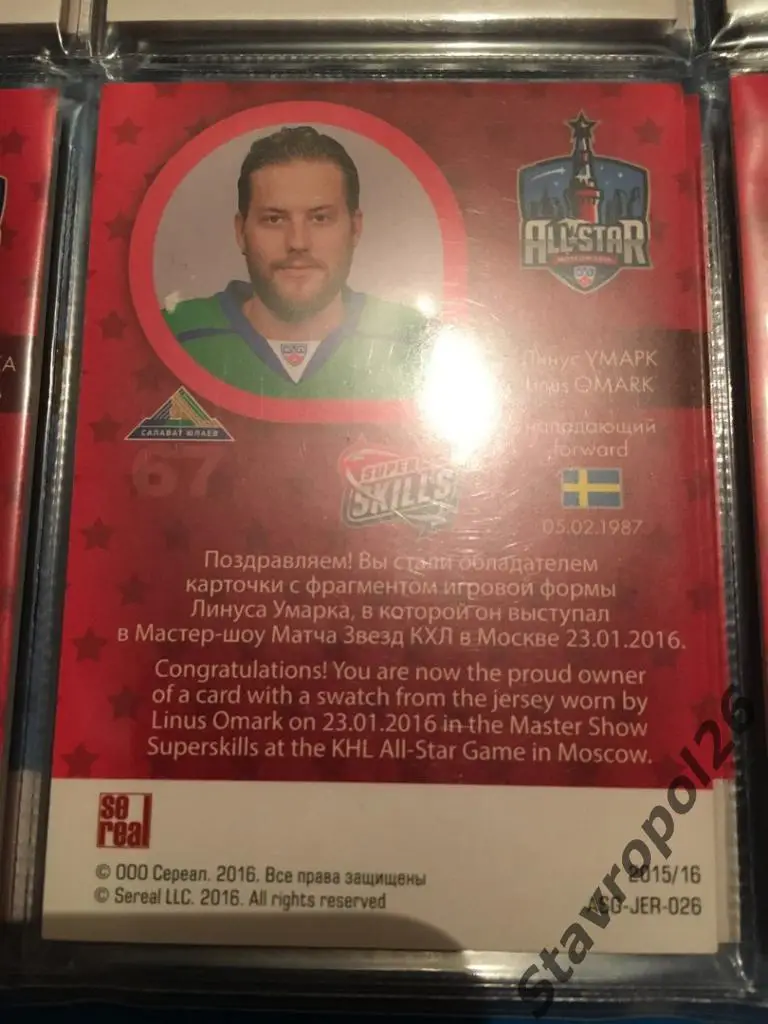 ALL★STAR
MOSCOW 2016
Линус УМАРК
Linus OMARK
САЛАВАТ ЮЛАЕВ
нападающий
forward
67
SUPER
SKILLS
05.02.1987
Поздравляем! Вы стали обладателем
карточки с фрагментом игровой формы
Линуса Умарка, в которой он выступал
в Мастер-шоу Матча Звезд КХЛ в Москве 23.01.2016.
Congratulations! You are now the proud owner
of a card with a swatch from the jersey worn by
Linus Omark on 23.01.2016 in the Master Show
Superskills at the KHL All-Star Game in Moscow.
se
real
© ООО Сереал. 2016. Все права защищены
© Sereal LLC. 2016. All rights reserved
2015/16
ASG-JER-026
Stavropol26